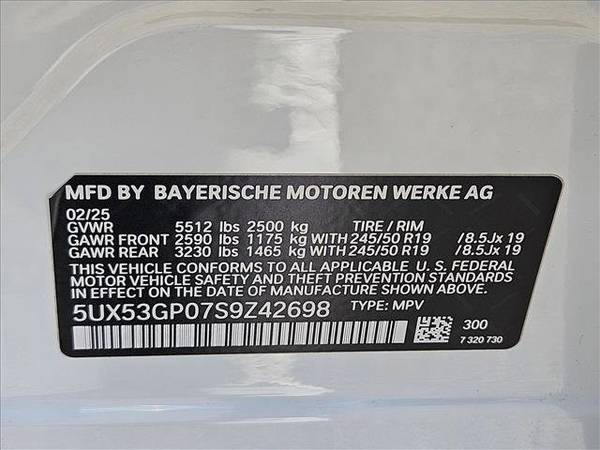 MFD BY BAYERISCHE MOTOREN WERKE AG
02/25
GVWR 5512 lbs 2500 kg TIRE / RIM
GAWR FRONT 2590 lbs 1175 kg WITH 245/50 R19 /8.5Jx 19
GAWR REAR 3230 lbs 1465 kg WITH 245/50 R19 /8.5Jx 19
THIS VEHICLE CONFORMS TO ALL APPLICABLE U. S. FEDERAL
MOTOR VEHICLE SAFETY AND THEFT PREVENTION STANDARDS
IN EFFECT ON THE DATE OF MANUFACTURE SHOWN ABOVE.
5UX53GP07S9Z42698 TYPE: MPV
300
7 320 730